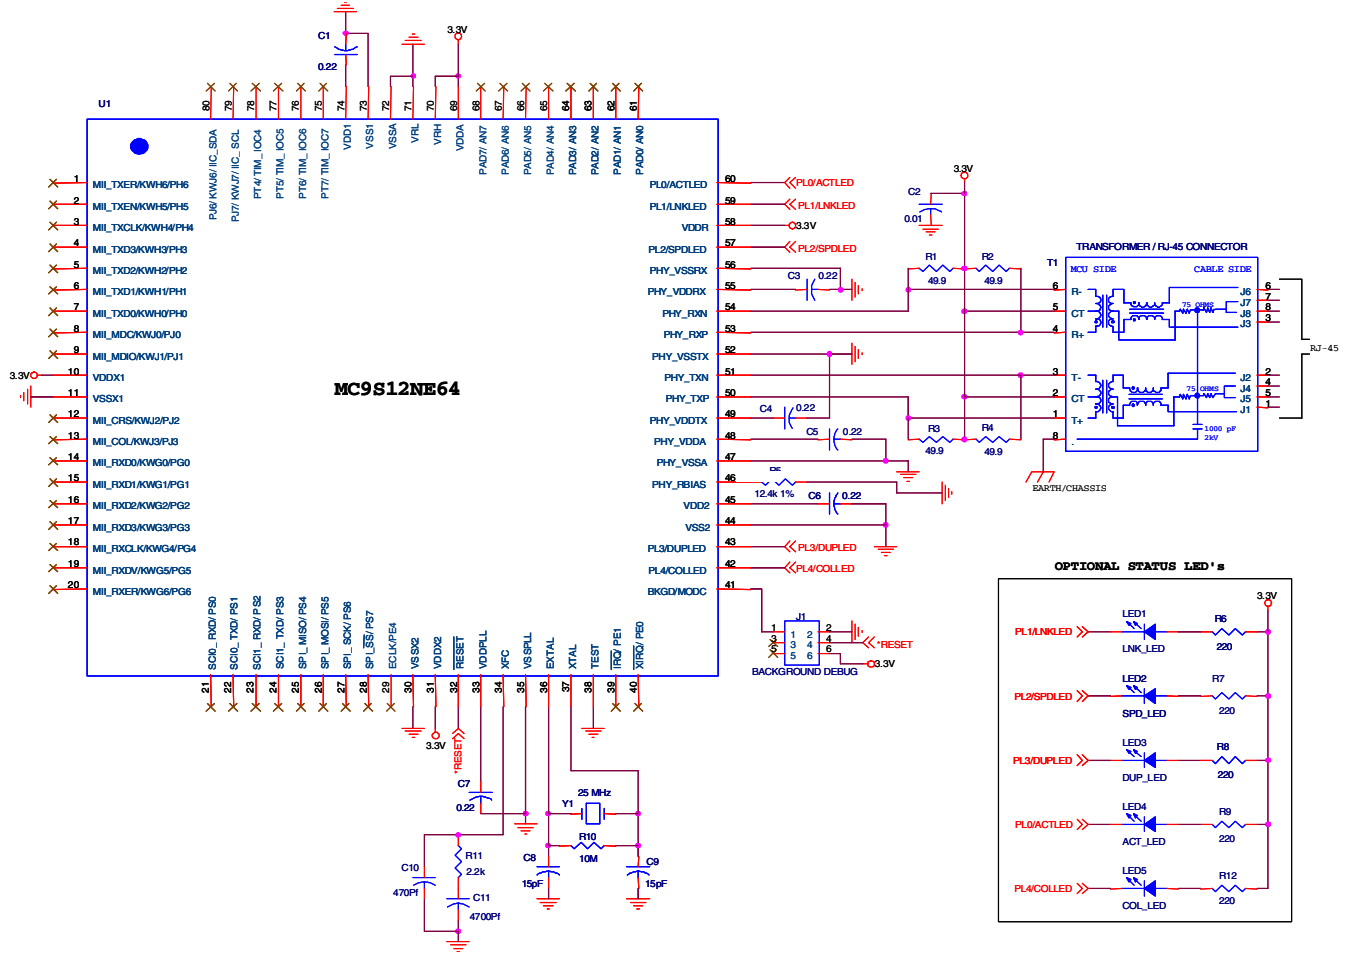 C1
0.22
3.3V
U1
80
79
78
77
76
75
74
73
72
71
70
69
68
67
66
65
64
63
62
61
PJ6/ KWJ6/ IIC_SDA
PJ7/ KWJ7/ IIC_SCL
PT4/ TIM_IOC4
PT5/ TIM_IOC5
PT6/ TIM_IOC6
PT7/ TIM_IOC7
VDD1
VSS1
VSSA
VRL
VRH
VDDA
PAD7/ AN7
PAD6/ AN6
PAD5/ AN5
PAD4/ AN4
PAD3/ AN3
PAD2/ AN2
PAD1/ AN1
PAD0/ AN0
1 MII_TXER/KWH6/PH6
2 MII_TXEN/KWH5/PH5
3 MII_TXCLK/KWH4/PH4
4 MII_TXD3/KWH3/PH3
5 MII_TXD2/KWH2/PH2
6 MII_TXD1/KWH1/PH1
7 MII_TXD0/KWH0/PH0
8 MII_MDC/KWJ0/PJ0
9 MII_MDIO/KWJ1/PJ1
3.3V 10 VDDX1
11 VSSX1
12 MII_CRS/KWJ2/PJ2
13 MII_COL/KWJ3/PJ3
14 MII_RXD0/KWG0/PG0
15 MII_RXD1/KWG1/PG1
16 MII_RXD2/KWG2/PG2
17 MII_RXD3/KWG3/PG3
18 MII_RXCLK/KWG4/PG4
19 MII_RXDV/KWG5/PG5
20 MII_RXER/KWG6/PG6
MC9S12NE64
PL0/ACTLED 60 PL0/ACTLED
PL1/LNKLED 59 PL1/LNKLED
VDDR 58 3.3V
PL2/SPDLED 57 PL2/SPDLED
PHY_VSSRX 56
PHY_VDDRX 55
PHY_RXN 54
PHY_RXP 53
PHY_VSSTX 52
PHY_TXN 51
PHY_TXP 50
PHY_VDDTX 49
PHY_VDDA 48
PHY_VSSA 47
PHY_RBIAS 46
VDD2 45
VSS2 44
PL3/DUPLED 43 PL3/DUPLED
PL4/COLLED 42 PL4/COLLED
BKGD/MODC 41
C3 0.22
C4 0.22
C5 0.22
12.4k 1%
C6 0.22
SCI0_RXD/ PS0
SCI0_TXD/ PS1
SCI1_RXD/ PS2
SCI1_TXD/ PS3
SPI_MISO/ PS4
SPI_MOSI/ PS5
SPI_SCK/ PS6
SPI_SS/ PS7
ECLK/PE4
VSSX2
VDDX2
RESET
VDDPLL
XFC
VSSPLL
EXTAL
XTAL
TEST
IRQ/ PE1
XIRQ/ PE0
21
22
23
24
25
26
27
28
29
30
31
32
33
34
35
36
37
38
39
40
3.3V
*RESET
C7
0.22
25 MHz
Y1
R10
10M
C8
15pF
C9
15pF
R11
2.2k
C10
470Pf
C11
4700Pf
J1
1 1 2 2
3 3 4 4 *RESET
5 5 6 6 3.3V
BACKGROUND DEBUG
3.3V
C2
0.01
R1
49.9
R2
49.9
R3
49.9
R4
49.9
TRANSFORMER / RJ-45 CONNECTOR
T1
MCU SIDE CABLE SIDE
6 R-
5 CT
4 R+
3 T-
2 CT
1 T+
8
75 OHMS
75 OHMS
1000 pF
2kV
J6 6
J7 7
J8 8
J3 3
J2 2
J4 4
J5 5
J1 1
RJ-45
EARTH/CHASSIS
OPTIONAL STATUS LED's
3.3V
PL1/LNKLED LED1 LNK_LED R6 220
PL2/SPDLED LED2 SPD_LED R7 220
PL3/DUPLED LED3 DUP_LED R8 220
PL0/ACTLED LED4 ACT_LED R9 220
PL4/COLLED LED5 COL_LED R12 220